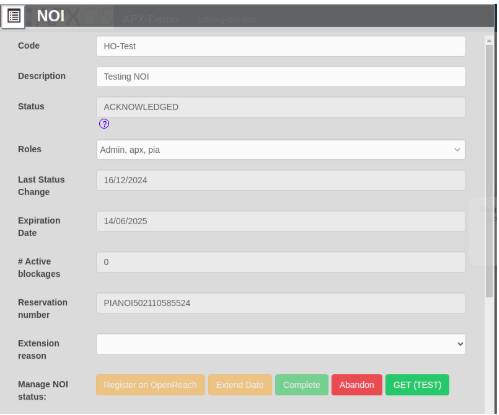 NOI
APX Demo
Code
HO-Test
Description
Testing NOI
Status
ACKNOWLEDGED
?
Roles
Admin, apx, pia
Last Status
Change
16/12/2024
Expiration
Date
14/06/2025
# Active
blockages
0
Reservation
number
PIANOI502110585524
Extension
reason
Manage NOI
status:
Register on OpenReach
Extend Date
Complete
Abandon
GET (TEST)